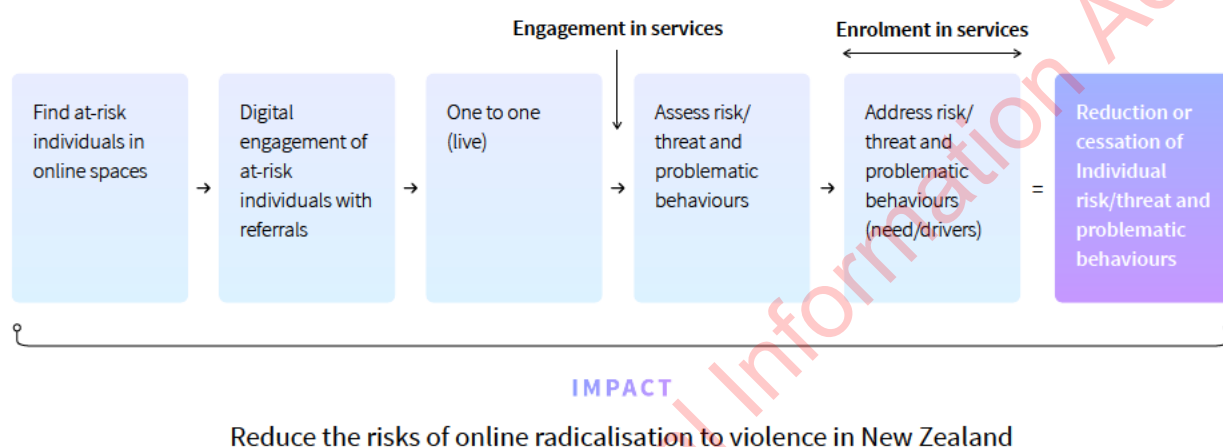 Engagement in services
Enrolment in services
Find at-risk
individuals in
online spaces
→
Digital
engagement of
at-risk
individuals with
referrals
→
One to one
(live)
→
Assess risk/
threat and
problematic
behaviours
→
Address risk/
threat and
problematic
behaviours
(need/drivers)
=
Reduction or
cessation of
Individual
risk/threat and
problematic
behaviours
IMPACT
Reduce the risks of online radicalisation to violence in New Zealand
Information